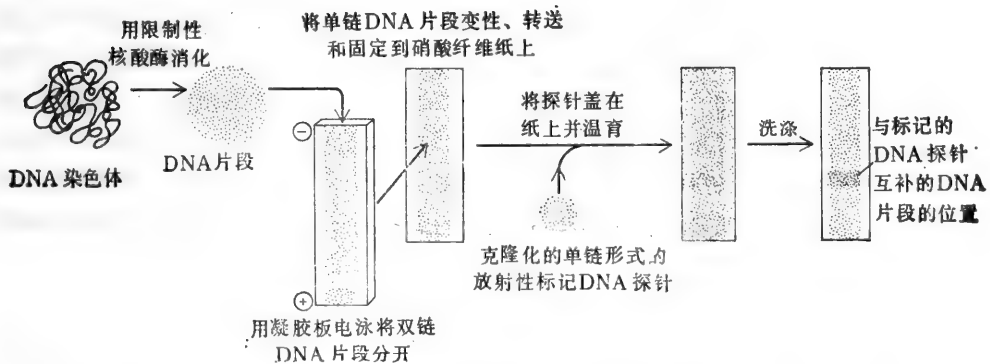 用限制性
核酸酶消化
将单链DNA片段变性、转送
和固定到硝酸纤维纸上
DNA染色体
DNA片段
⊖
⊕
用凝胶板电泳将双链
DNA片段分开
将探针盖在
纸上并温育
克隆化的单链形式的
放射性标记DNA探针
洗涤
与标记的
DNA探针
互补的DNA
片段的位置